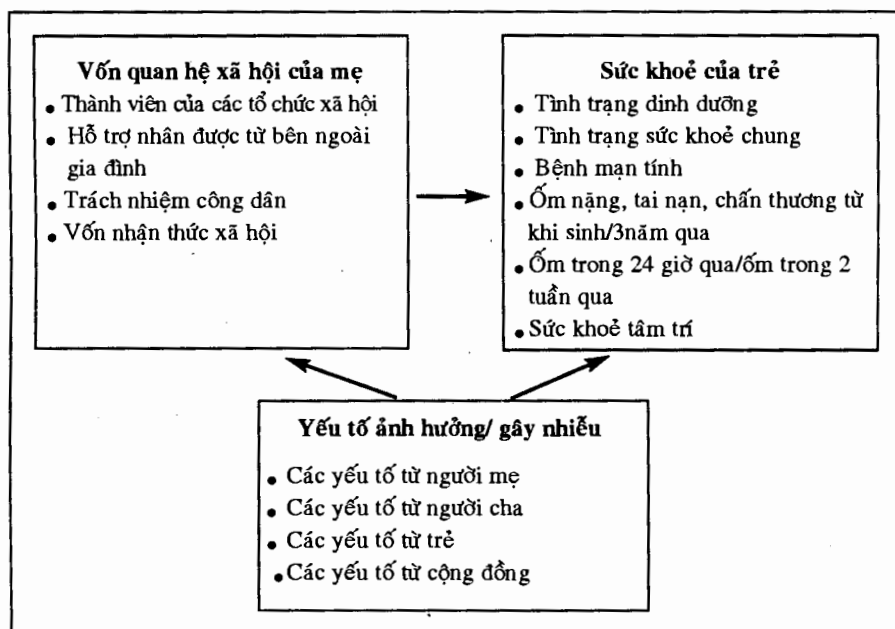 Vốn quan hệ xã hội của mẹ
• Thành viên của các tổ chức xã hội
• Hỗ trợ nhân được từ bên ngoài
gia đình
• Trách nhiệm công dân
• Vốn nhận thức xã hội
Sức khoẻ của trẻ
• Tình trạng dinh dưỡng
• Tình trạng sức khoẻ chung
• Bệnh mạn tính
• Ốm nặng, tai nạn, chấn thương từ
khi sinh/3năm qua
• Ốm trong 24 giờ qua/ốm trong 2
tuần qua
• Sức khoẻ tâm trí
Yếu tố ảnh hưởng/ gây nhiễu
• Các yếu tố từ người mẹ
• Các yếu tố từ người cha
• Các yếu tố từ trẻ
• Các yếu tố từ cộng đồng